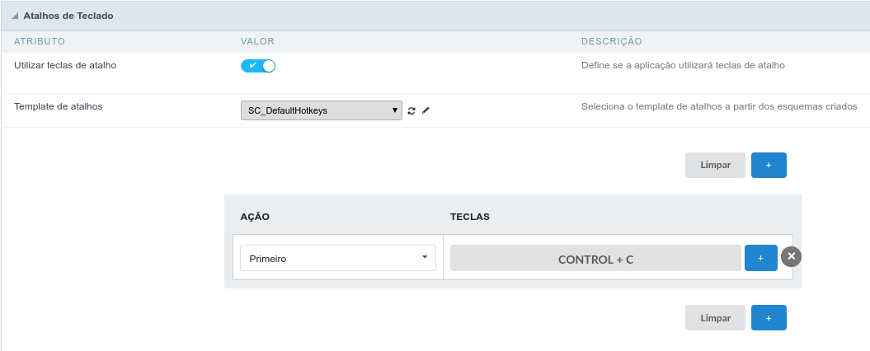 Atalhos de Teclado
ATRIBUTO VALOR DESCRIÇÃO
Utilizar teclas de atalho Define se a aplicação utilizará teclas de atalho
Template de atalhos SC_DefaultHotkeys Seleciona o template de atalhos a partir dos esquemas criados
Limpar +
AÇÃO TECLAS
Primeiro CONTROL + C +
Limpar +